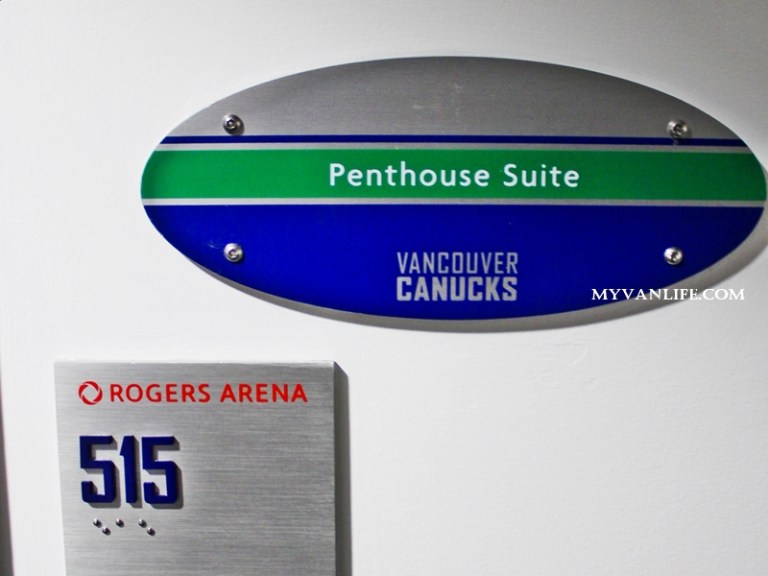 Penthouse Suite
VANCOUVER
CANUCKS
MYVANLIFE.COM
ROGERS ARENA
515